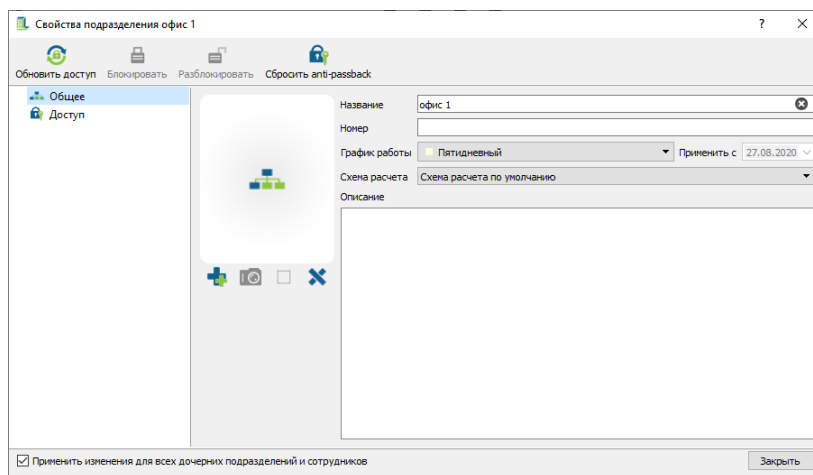 Свойства подразделения офис 1
Обновить доступ Блокировать Разблокировать Сбросить anti-passback
Общее
Доступ
Название офис 1
Номер
График работы Пятидневный Применить с 27.08.2020
Схема расчета Схема расчета по умолчанию
Описание
Применить изменения для всех дочерних подразделений и сотрудников Закрыть